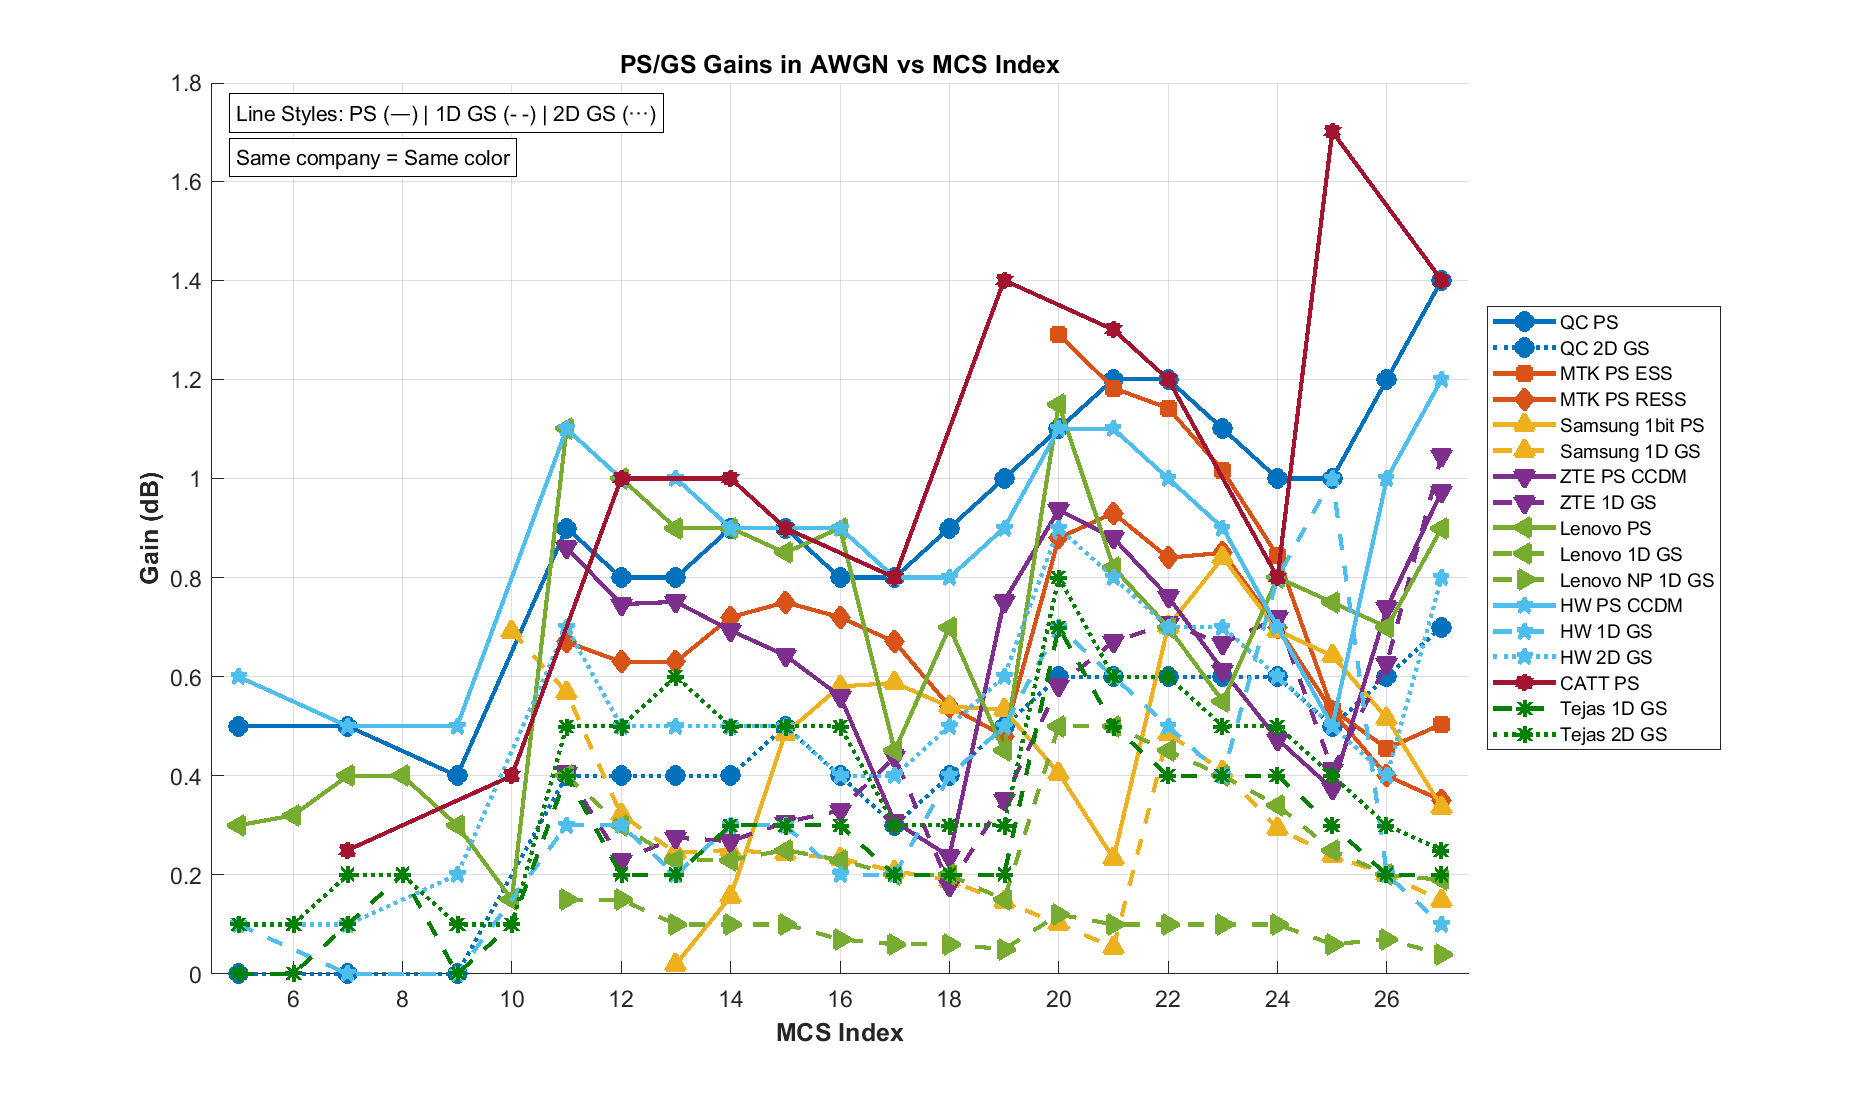 PS/GS Gains in AWGN vs MCS Index
Line Styles: PS (—) | 1D GS (- -) | 2D GS (···)
Same company = Same color
1.8
1.6
1.4
1.2
1
0.8
0.6
0.4
0.2
0
Gain (dB)
6 8 10 12 14 16 18 20 22 24 26
MCS Index
QC PS
QC 2D GS
MTK PS ESS
MTK PS RESS
Samsung 1bit PS
Samsung 1D GS
ZTE PS CCDM
ZTE 1D GS
Lenovo PS
Lenovo 1D GS
Lenovo NP 1D GS
HW PS CCDM
HW 1D GS
HW 2D GS
CATT PS
Tejas 1D GS
Tejas 2D GS